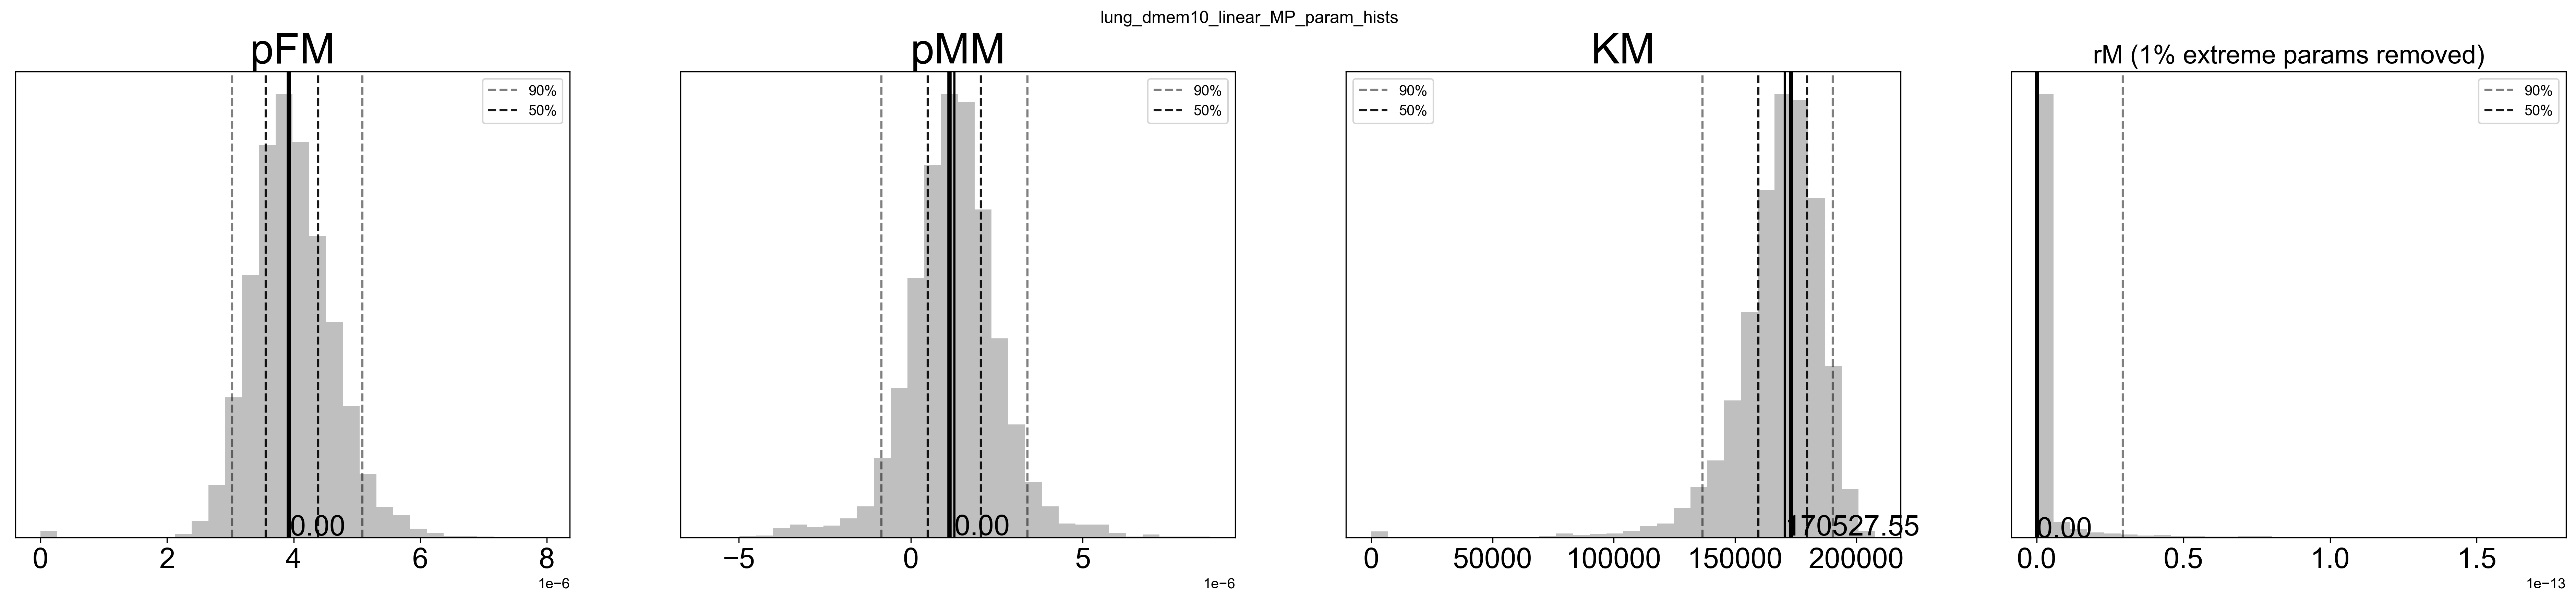 lung_dmem10_linear_MP_param_hists
pFM
90%
50%
0.00
0 2 4 6 8
1e−6
pMM
90%
50%
0.00
−5 0 5
1e−6
KM
90%
50%
170527.55
0 50000 100000 150000 200000
rM (1% extreme params removed)
90%
50%
0.00
0.0 0.5 1.0 1.5
1e−13